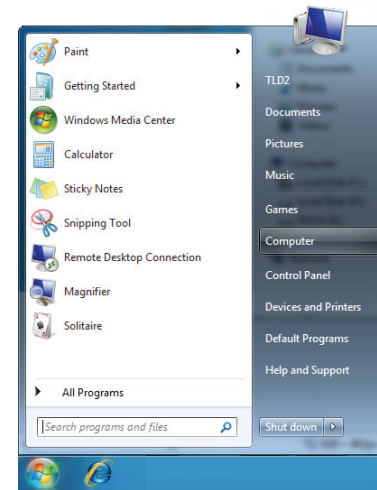 Paint
Getting Started
Windows Media Center
Calculator
Sticky Notes
Snipping Tool
Remote Desktop Connection
Magnifier
Solitaire
All Programs
Search programs and files
TLD2
Documents
Pictures
Music
Games
Computer
Control Panel
Devices and Printers
Default Programs
Help and Support
Shut down